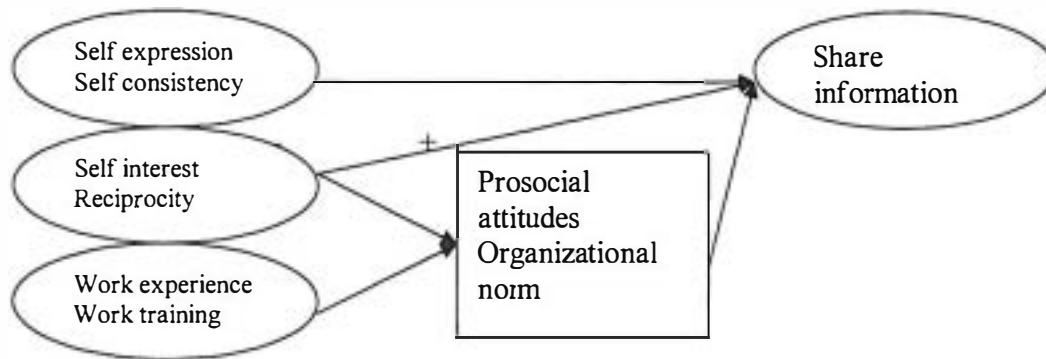 Self expression
Self consistency
Share
information
+
Self interest
Reciprocity
Prosocial
attitudes
Organizational
norm
Work experience
Work training